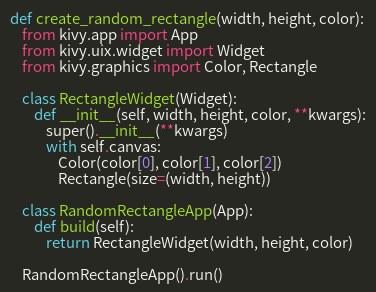 def create_random_rectangle(width, height, color):
    from kivy.app import App
    from kivy.uix.widget import Widget
    from kivy.graphics import Color, Rectangle

    class RectangleWidget(Widget):
        def __init__(self, width, height, color, **kwargs):
            super().__init__(**kwargs)
            with self.canvas:
                Color(color[0], color[1], color[2])
                Rectangle(size=(width, height))

    class RandomRectangleApp(App):
        def build(self):
            return RectangleWidget(width, height, color)

    RandomRectangleApp().run()